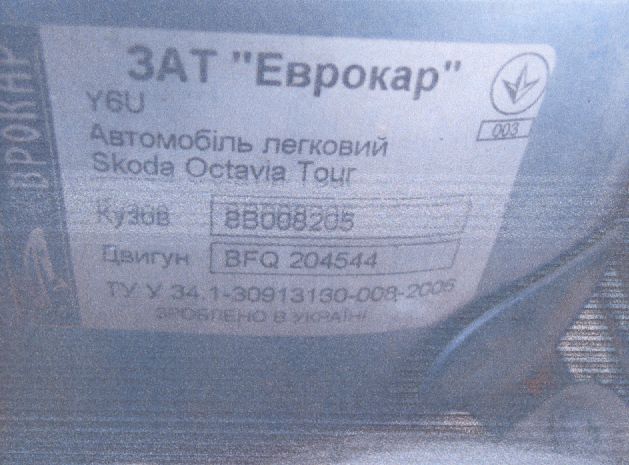 ЗАТ "Еврокар"
Y6U
003
Автомобіль легковий
Skoda Octavia Tour
Кузов 8B008205
Двигун BFQ 204544
ТУ У 34.1-30913130-008-2005
ЗРОБЛЕНО В УКРАЇНІ
ВРОКАР